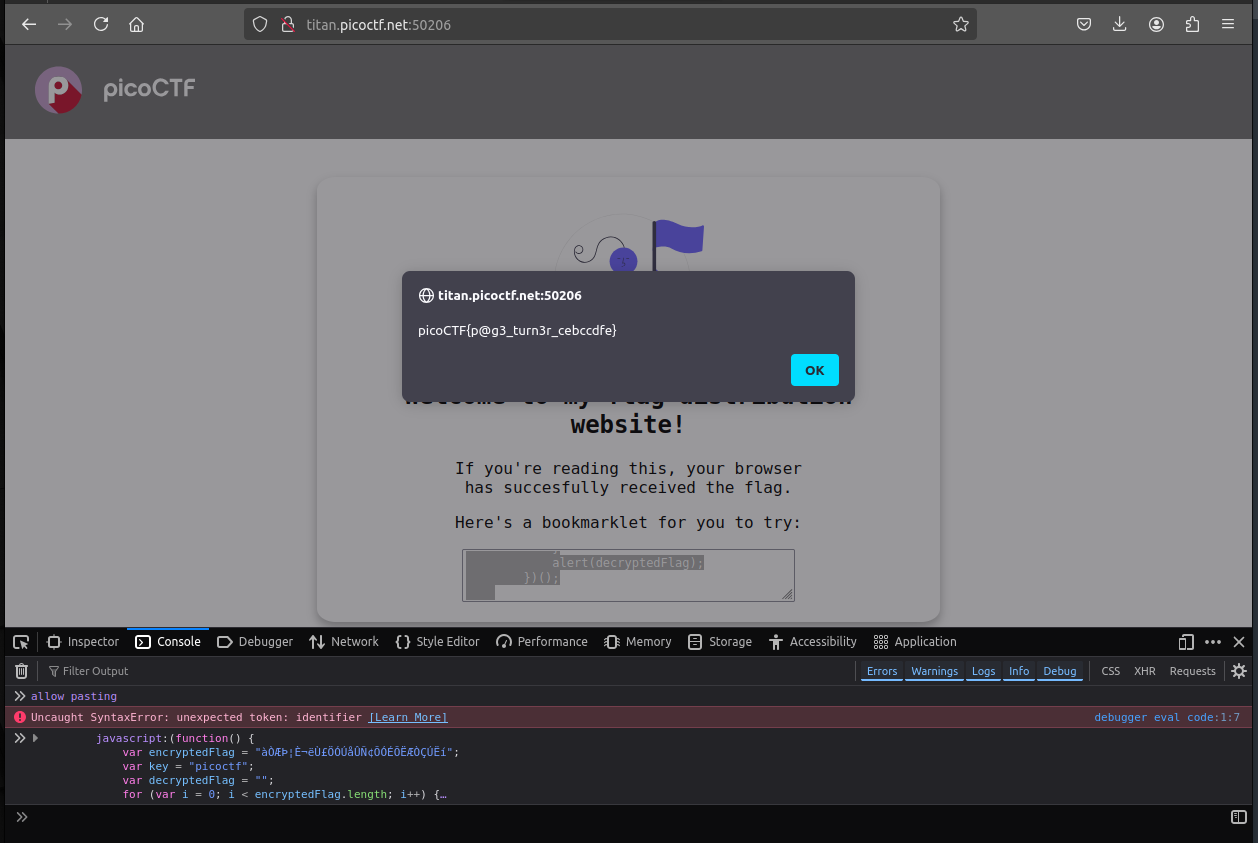 titan.picoctf.net:50206
picoCTF
titan.picoctf.net:50206
picoCTF{p@g3_turn3r_cebccdfe}
OK
website!
If you're reading this, your browser
has succesfully received the flag.
Here's a bookmarklet for you to try:
alert(decryptedFlag);
})();
Inspector Console Debugger Network Style Editor Performance Memory Storage Accessibility Application
Filter Output Errors Warnings Logs Info Debug CSS XHR Requests
allow pasting
Uncaught SyntaxError: unexpected token: identifier [Learn More] debugger eval code:1:7
javascript:(function() {
var encryptedFlag = "àÒÆÞ¦È¬ëÙ£ÖÓÚåÛÑ¢ÕÓÉÕËÆÒÇÚËí";
var key = "picoctf";
var decryptedFlag = "";
for (var i = 0; i < encryptedFlag.length; i++) {…